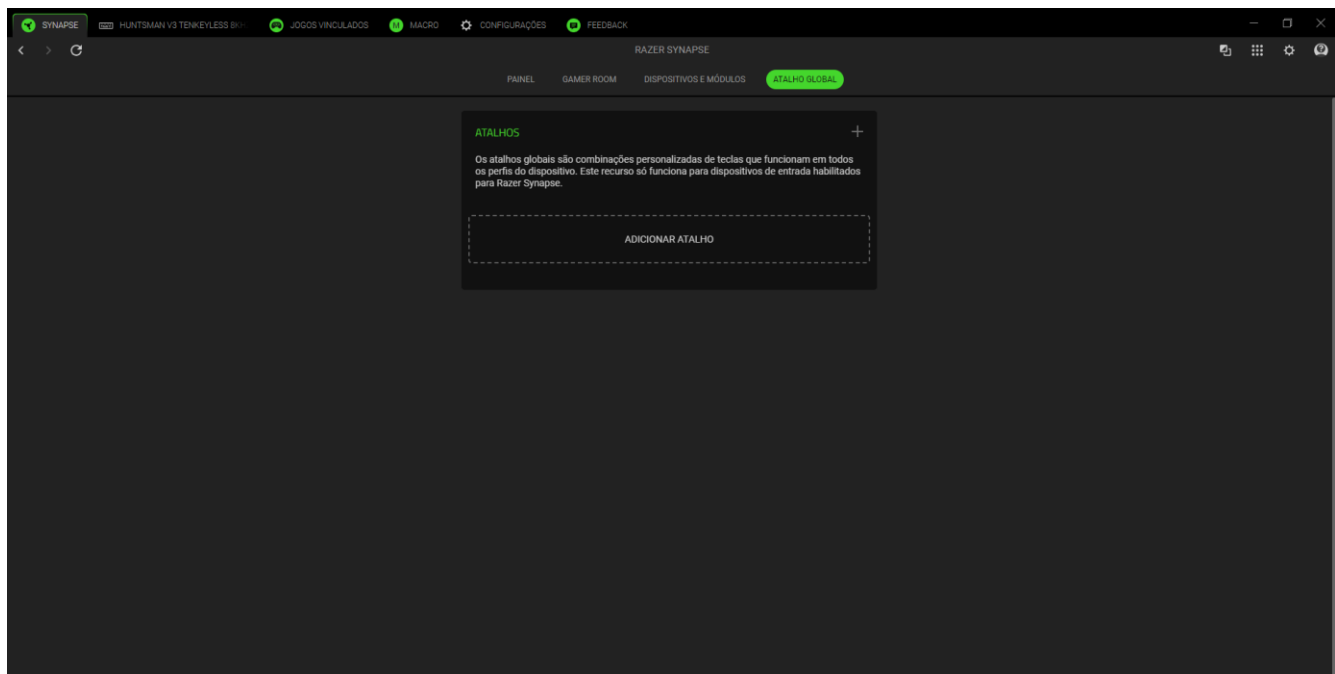 SYNAPSE
HUNTSMAN V3 TENKEYLESS
JOGOS VINCULADOS
M
MACRO
CONFIGURAÇÕES
FEEDBACK
RAZER SYNAPSE
PAINEL
GAMER ROOM
DISPOSITIVOS E MÓDULOS
ATALHO GLOBAL
ATALHOS
Os atalhos globais são combinações personalizadas de teclas que funcionam em todos
os perfis do dispositivo. Este recurso só funciona para dispositivos de entrada habilitados
para Razer Synapse.
ADICIONAR ATALHO